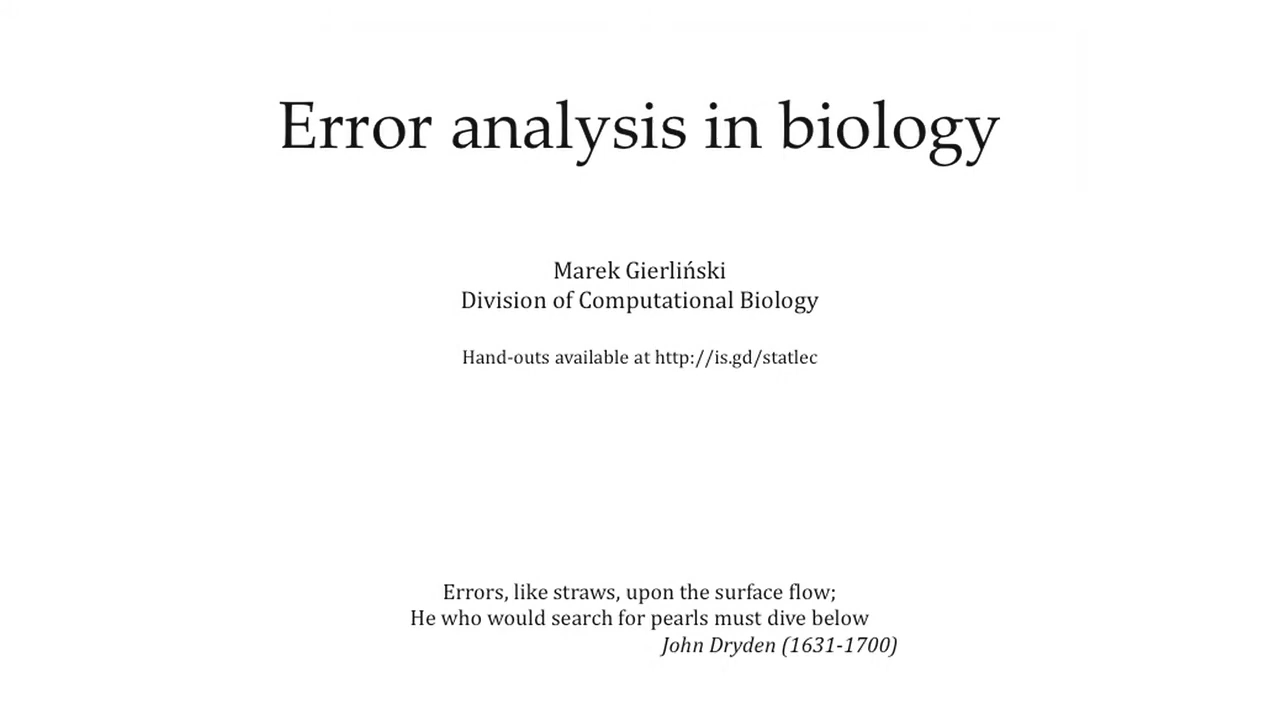 Error analysis in biology
Marek Gierliński
Division of Computational Biology
Hand-outs available at http://is.gd/statlec
Errors, like straws, upon the surface flow;
He who would search for pearls must dive below
John Dryden (1631-1700)